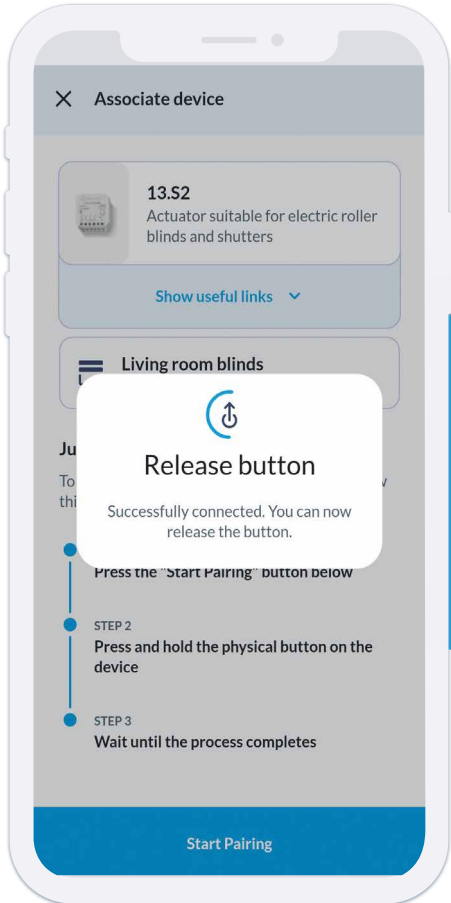 Associate device
13.S2
Actuator suitable for electric roller
blinds and shutters
Show useful links
Living room blinds
Ju
To
thi
Release button
Successfully connected. You can now
release the button.
Press the "Start Pairing" button below
STEP 2
Press and hold the physical button on the
device
STEP 3
Wait until the process completes
Start Pairing